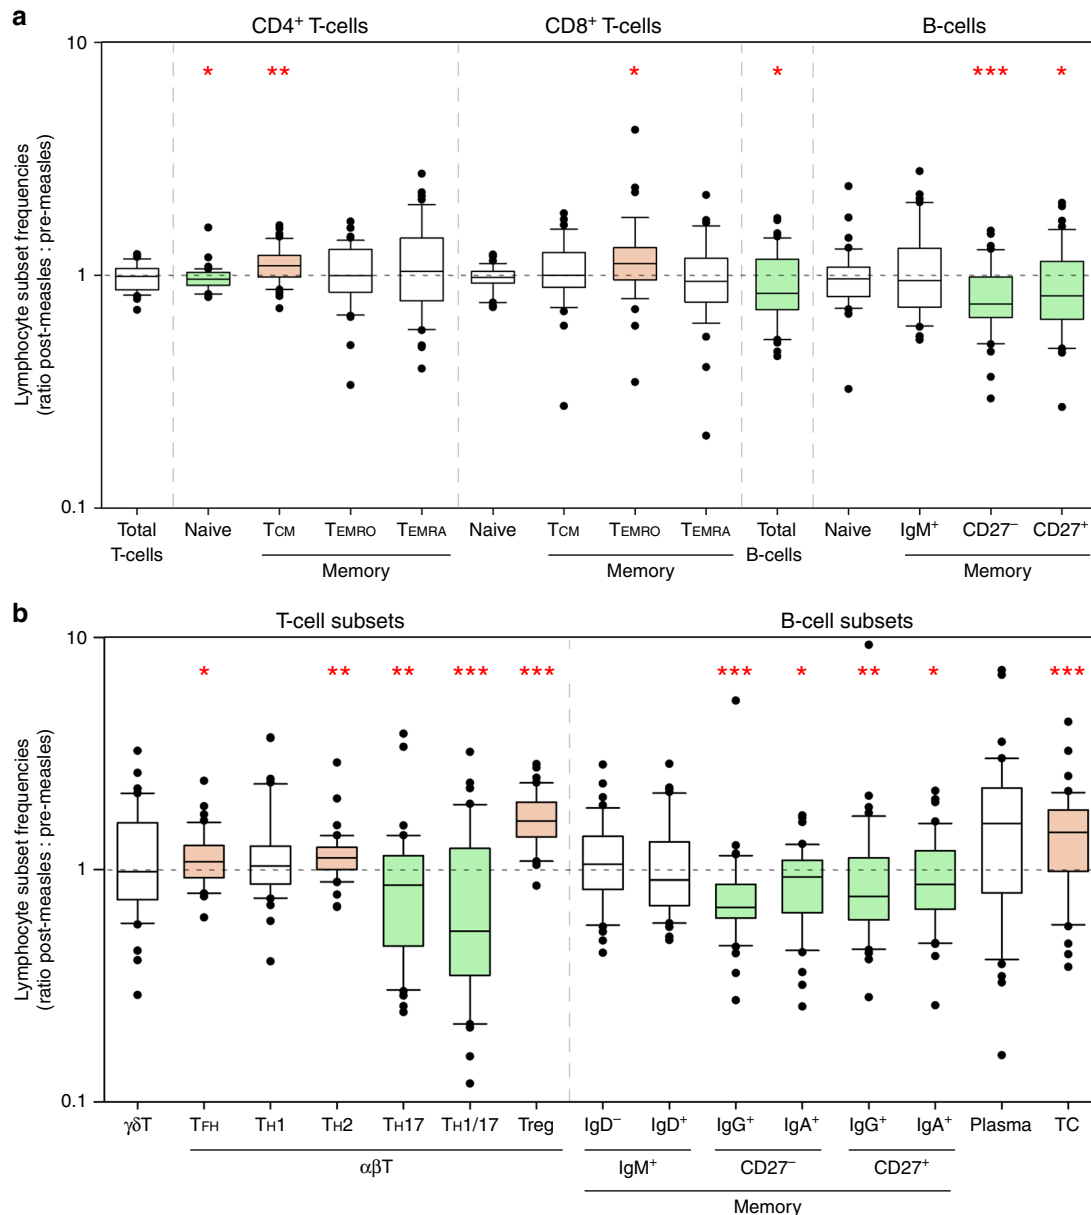 a
CD4+ T-cells CD8+ T-cells B-cells
10
* ** * * *** *
Lymphocyte subset frequencies
(ratio post-measles : pre-measles)
1
0.1
Total Naive TCM TEMRO TEMRA Naive TCM TEMRO TEMRA Total Naive IgM+ CD27− CD27+
T-cells B-cells
Memory Memory Memory
b
T-cell subsets B-cell subsets
10
* ** ** *** *** *** * ** * ***
Lymphocyte subset frequencies
(ratio post-measles : pre-measles)
1
0.1
γδT TFH TH1 TH2 TH17 TH1/17 Treg IgD− IgD+ IgG+ IgA+ IgG+ IgA+ Plasma TC
αβT IgM+ CD27− CD27+
Memory